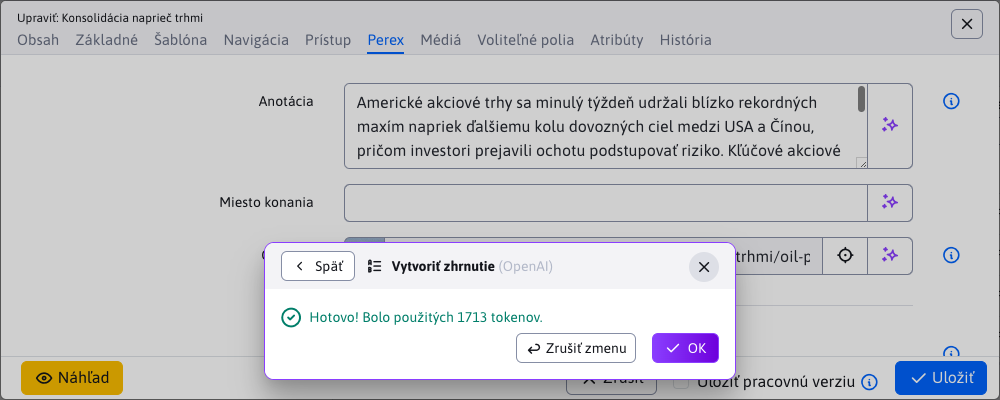 Upraviť: Konsolidácia naprieč trhmi
Obsah Základné Šablóna Navigácia Prístup Perex Médiá Voliteľné polia Atribúty História
Anotácia
Americké akciové trhy sa minulý týždeň udržali blízko rekordných
maxím napriek ďalšiemu kolu dovozných ciel medzi USA a Čínou,
pričom investori prejavili ochotu podstupovať riziko. Kľúčové akciové
Miesto konania
trhmi/oil-p
Späť Vytvoriť zhrnutie (OpenAI)
Hotovo! Bolo použitých 1713 tokenov.
Zrušiť zmenu OK
Náhľad Zrušiť Uložiť pracovnú verziu Uložiť